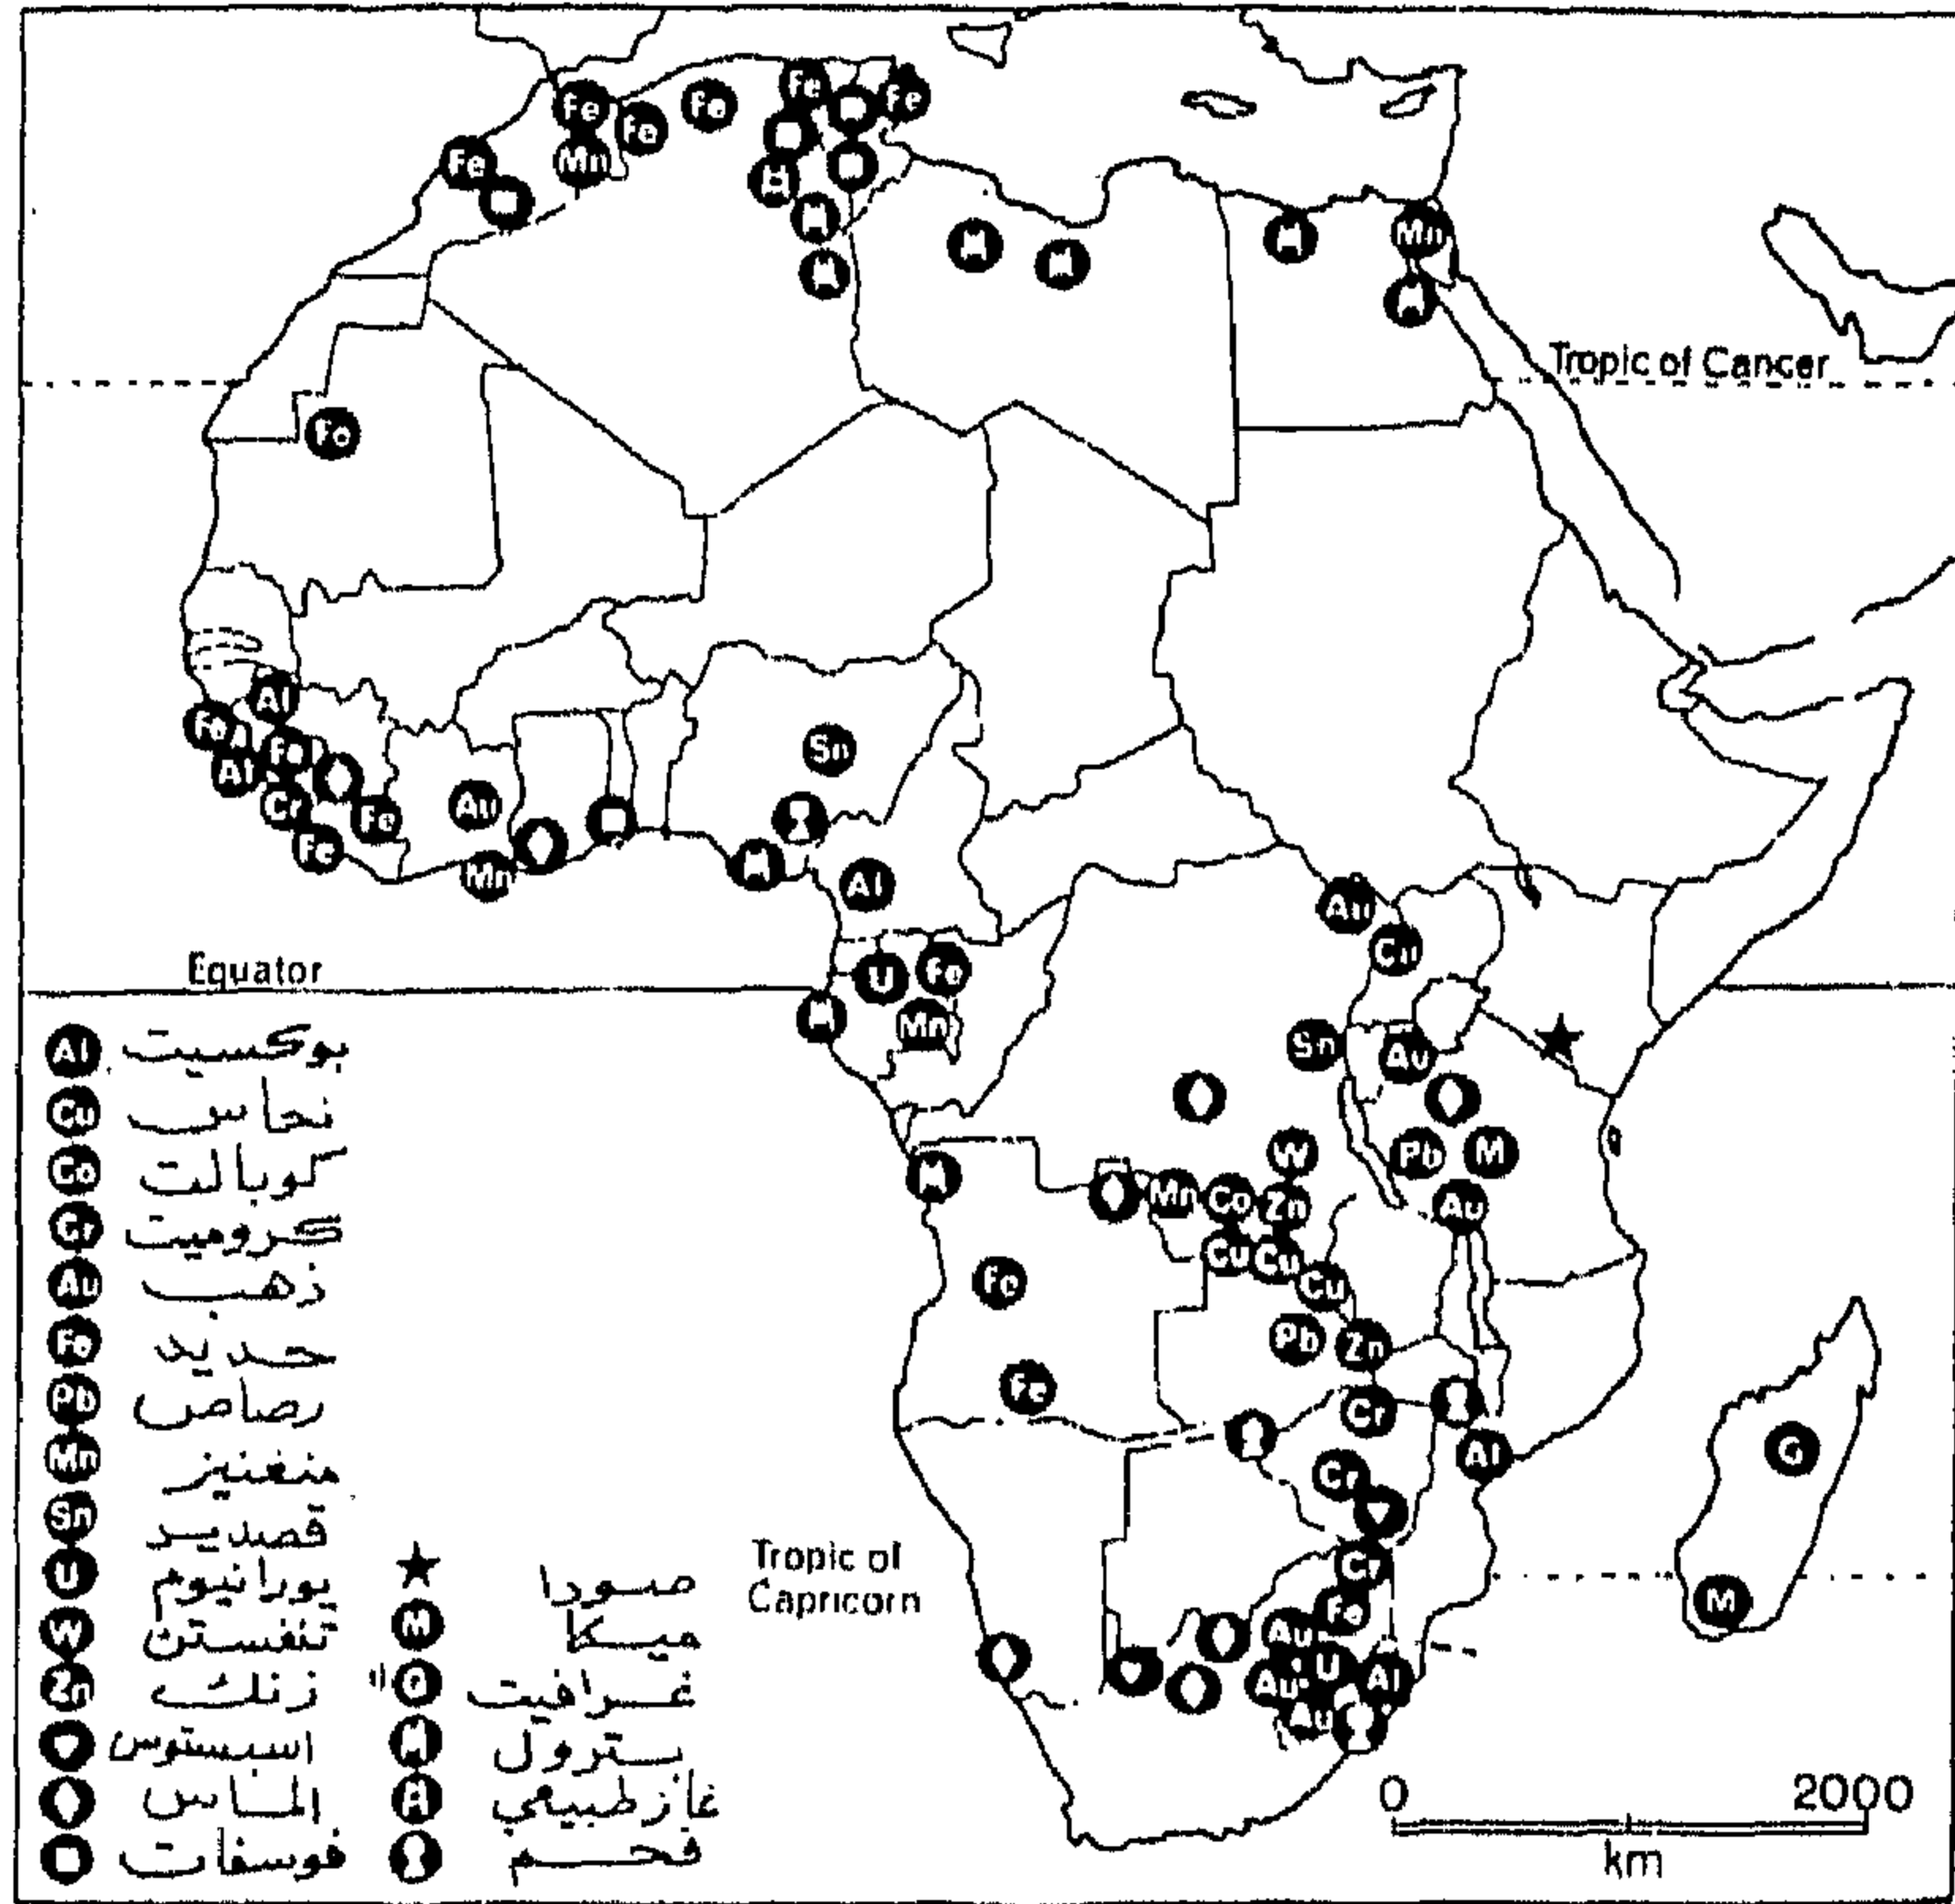 Fe
Fe
Fe
Fe
Fe
Fe
Mn
Mn
Tropic of Cancer
Fe
Al
Fe
Al
Fe
Al
Cr
Fe
Fe
Au
Mn
Sn
Al
Au
Cu
Equator
U
Fe
Mn
Sn
Au
W
Pb
M
Mn
Co
Zn
Au
Cu
Cu
Cu
Fe
Pb
Zn
Fe
Cr
Al
Cr
G
Cr
Fe
M
Au
U
Au
Al
Au
Tropic of
Capricorn
Al بوكسيت
Cu نحاس
Co كوبالت
Cr كروميت
Au ذهب
Fe حديد
Pb رصاص
Mn منغنيز
Sn قصدير
U يورانيوم
W تنفستن
Zn زنك
اسبستوس
الماس
فوسفات
★ صودا
M ميكا
G غرافيت
بترول
غاز طبيعي
فحم
0 2000
km